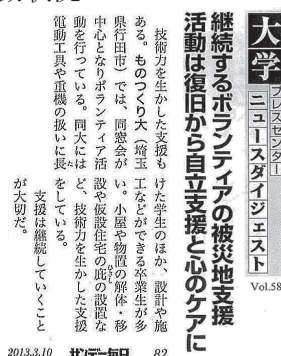 大学
プレスセンター
ニュースダイジェスト
Vol.58
継続するボランティアの被災地支援
活動は復旧から自立支援と心のケアに
技術力を生かした支援も
ある。ものつくり大（埼玉
県行田市）では、同窓会が
中心となりボランティア活
動を行っている。同大には
電動工具や重機の扱いに長
た
けた学生のほか、設計や施
工などができる卒業生が多
い。小屋や物置の解体・移
設や仮設住宅の庇の設置な
ひさし
ど、技術力を生かした支援
をしている。
支援は継続していくこと
が大切だ。
2013.3.10 サンデー毎日 82